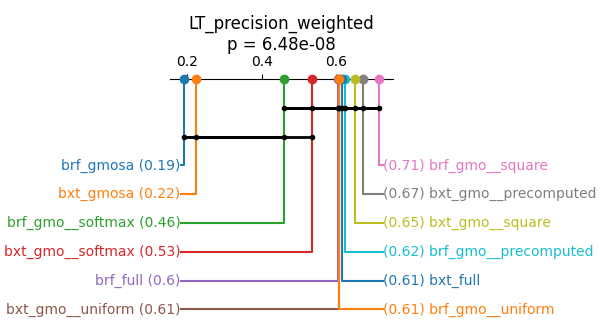 LT_precision_weighted
p = 6.48e-08
0.2 0.4 0.6
brf_gmosa (0.19) (0.71) brf_gmo__square
bxt_gmosa (0.22) (0.67) bxt_gmo__precomputed
brf_gmo__softmax (0.46) (0.65) bxt_gmo__square
bxt_gmo__softmax (0.53) (0.62) brf_gmo__precomputed
brf_full (0.6) (0.61) bxt_full
bxt_gmo__uniform (0.61) (0.61) brf_gmo__uniform